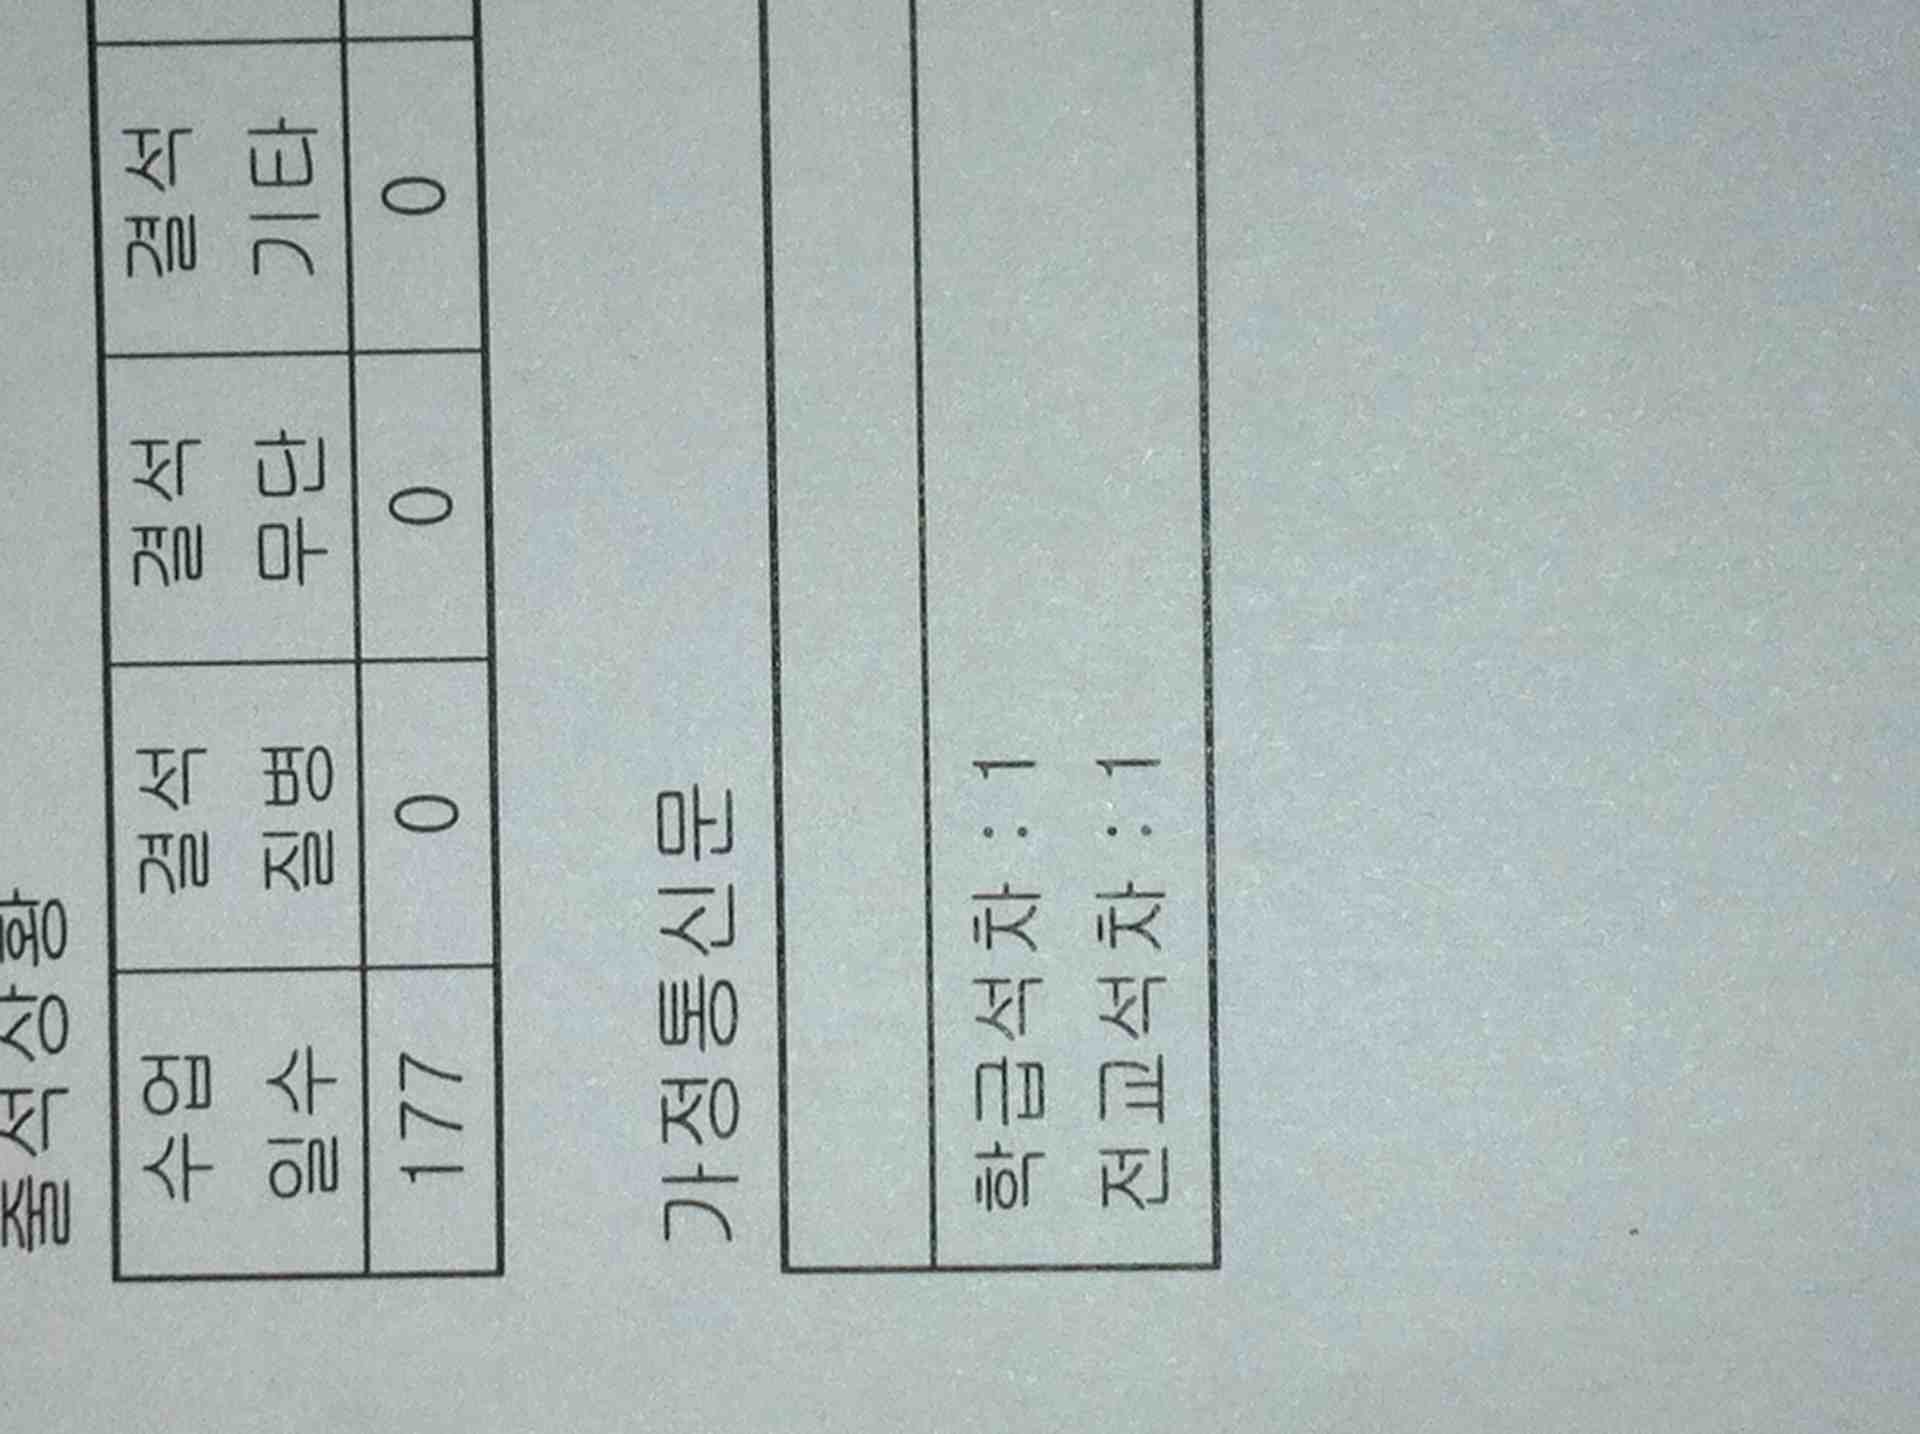 출석상황
수업 결석 결석 결석
일수 질병 무단 기타
177 0 0 0
가정통신문
학급석차 : 1
전교석차 : 1